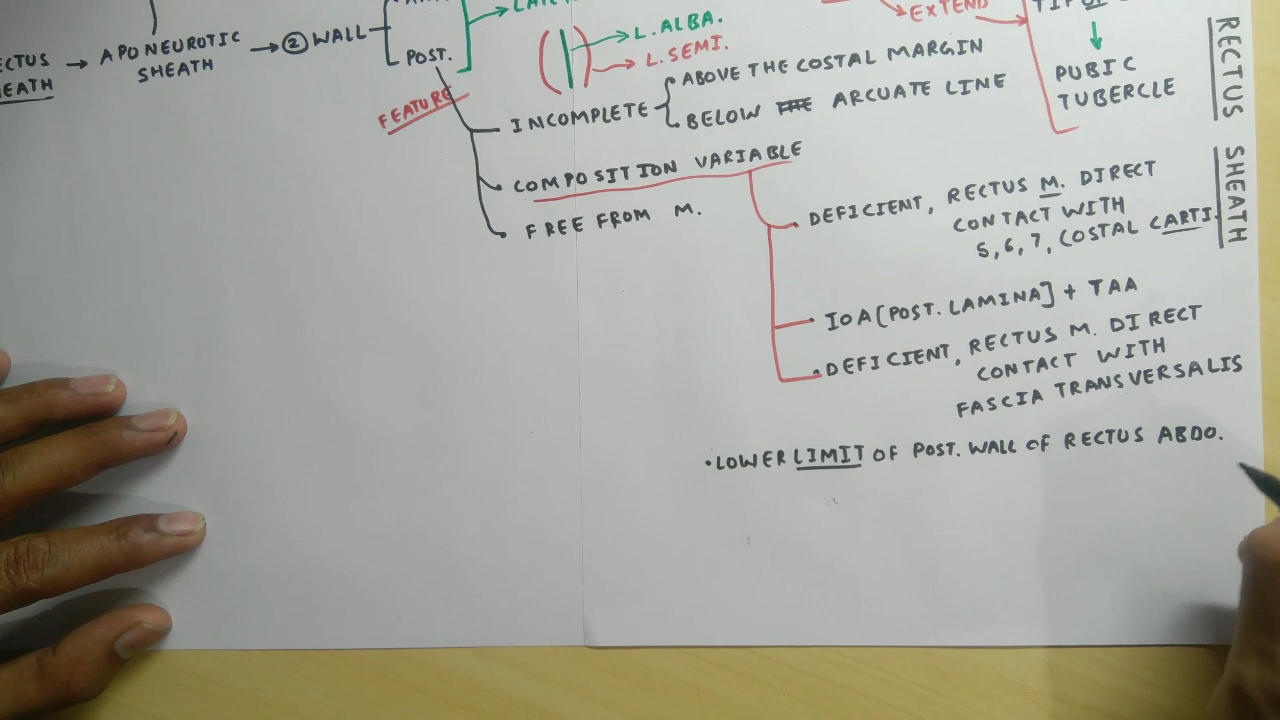 RECTUS SHEATH
EXTEND
PUBIC
TUBERCLE
APONEUROTIC
SHEATH
② WALL
POST.
L. ALBA.
L. SEMI.
FEATURE
INCOMPLETE
ABOVE THE COSTAL MARGIN
BELOW ARCUATE LINE
COMPOSITION VARIABLE
FREE FROM M.
DEFICIENT, RECTUS M. DIRECT
CONTACT WITH
5, 6, 7, COSTAL CARTI.
IOA [POST. LAMINA] + TAA
DEFICIENT, RECTUS M. DIRECT
CONTACT WITH
FASCIA TRANSVERSALIS
• LOWER LIMIT OF POST. WALL OF RECTUS ABDO.